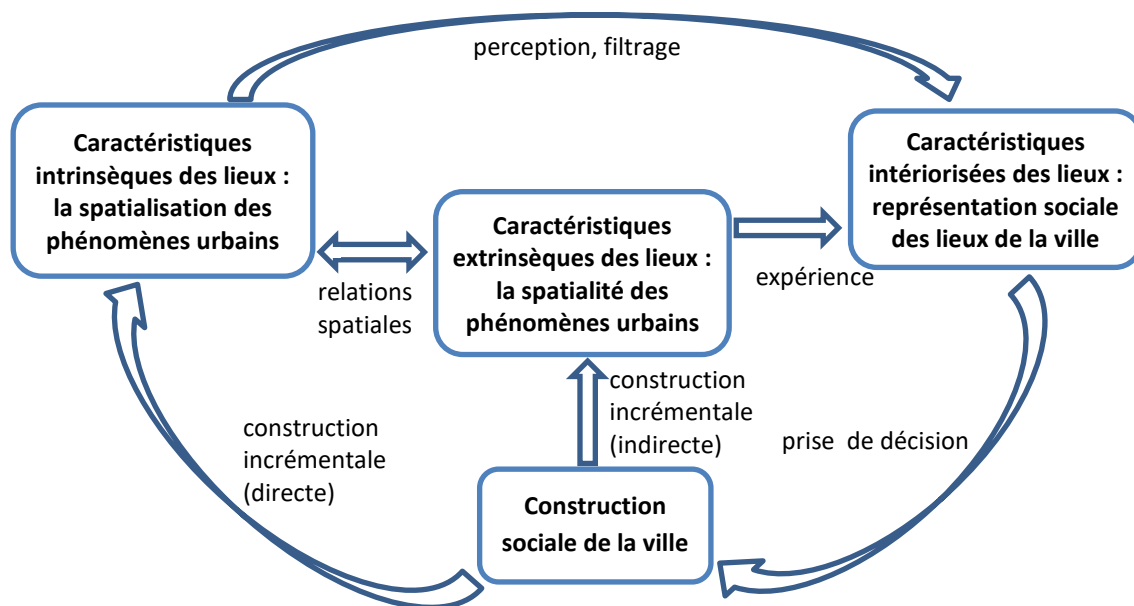 perception, filtrage
Caractéristiques
intrinsèques des lieux :
la spatialisation des
phénomènes urbains
Caractéristiques
intériorisées des lieux :
représentation sociale
des lieux de la ville
Caractéristiques
extrinsèques des lieux :
la spatialité des
phénomènes urbains
relations
spatiales
expérience
construction
incrémentale
(directe)
construction
incrémentale
(indirecte)
prise de décision
Construction
sociale de la ville